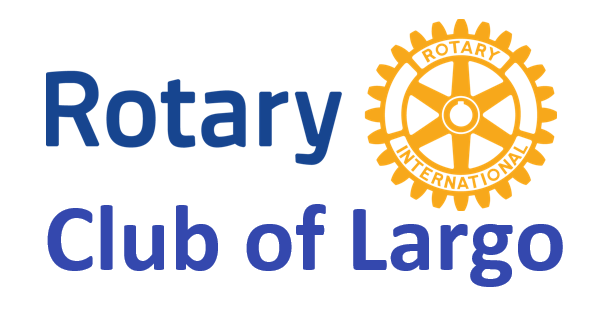 Rotary
ROTARY
INTERNATIONAL
Club of Largo